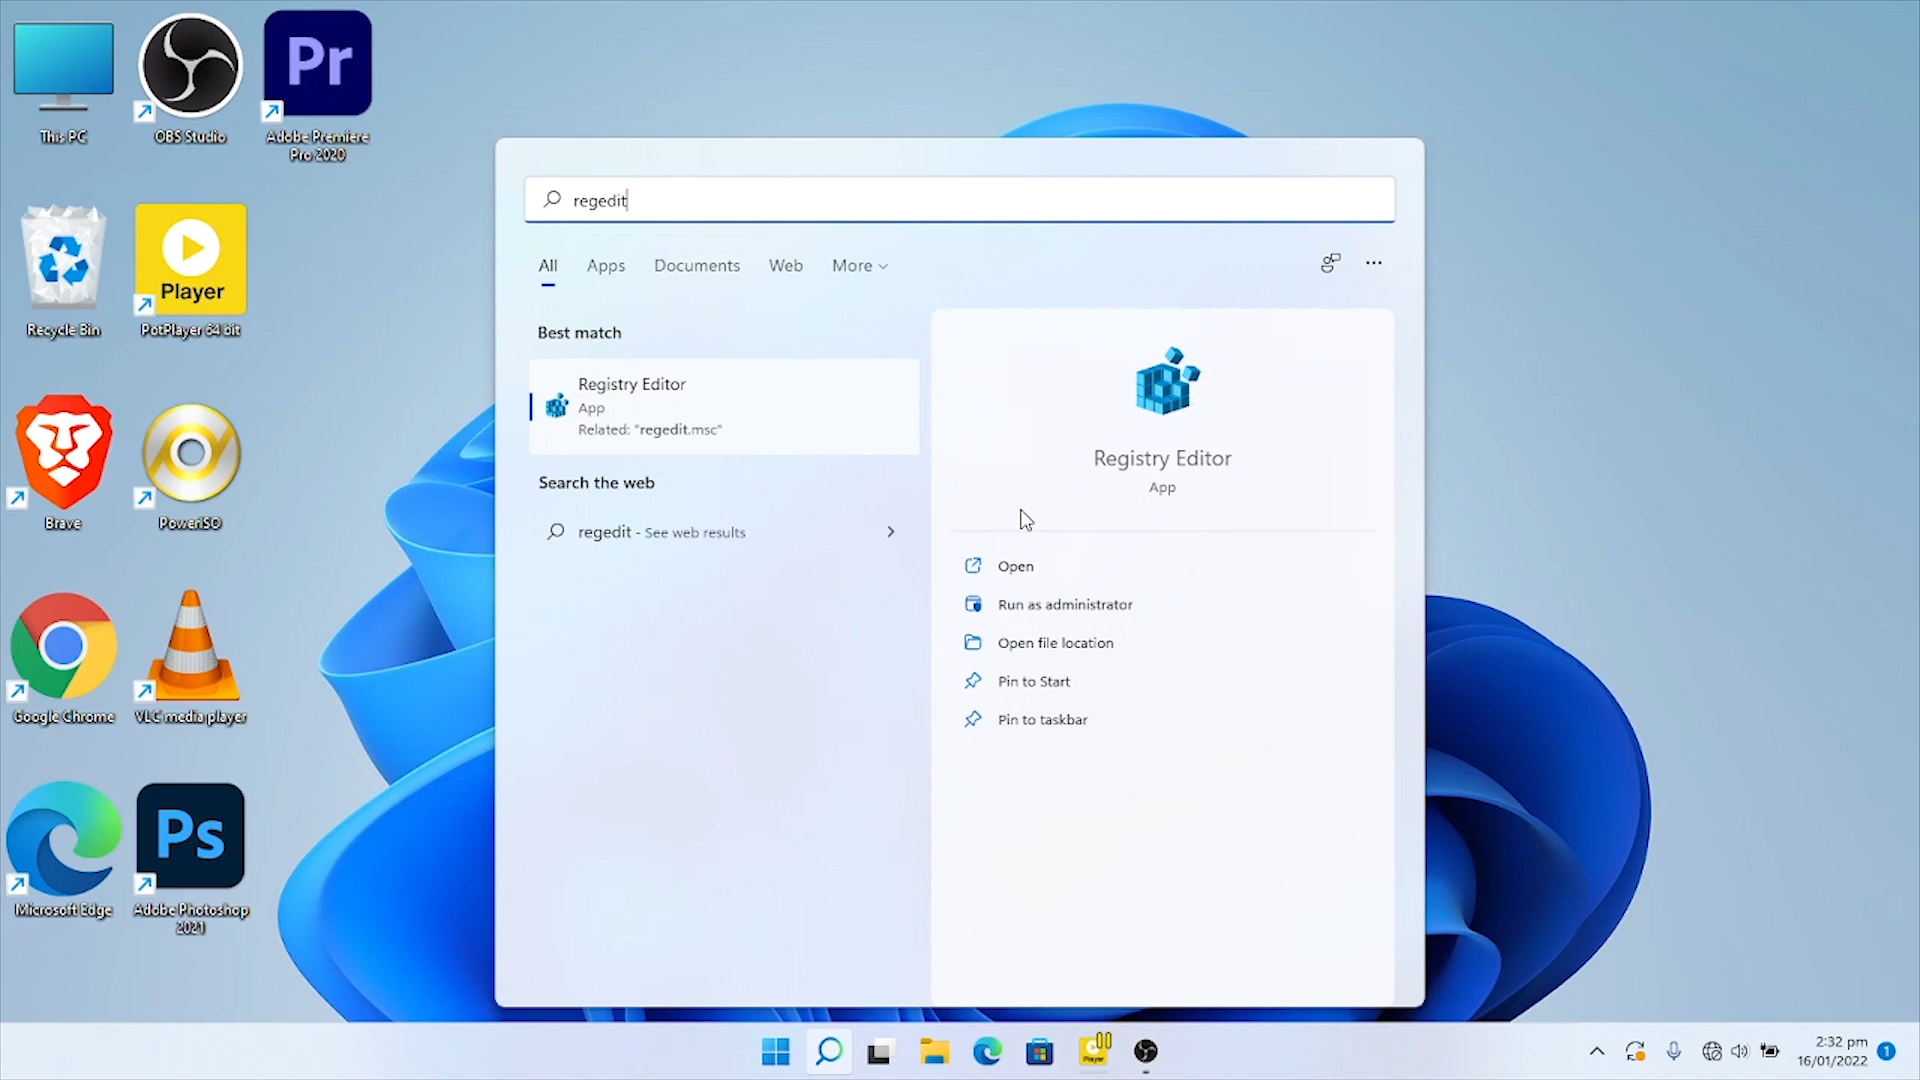 This PC
OBS Studio
Pr
Adobe Premiere
Pro 2020
Recycle Bin
Player
PotPlayer 64 bit
Brave
PowerISO
Google Chrome
VLC media player
Microsoft Edge
Ps
Adobe Photoshop
2021
regedit
All
Apps
Documents
Web
More
Best match
Registry Editor
App
Related: "regedit.msc"
Search the web
regedit - See web results
Registry Editor
App
Open
Run as administrator
Open file location
Pin to Start
Pin to taskbar
Player
2:32 pm
16/01/2022
1